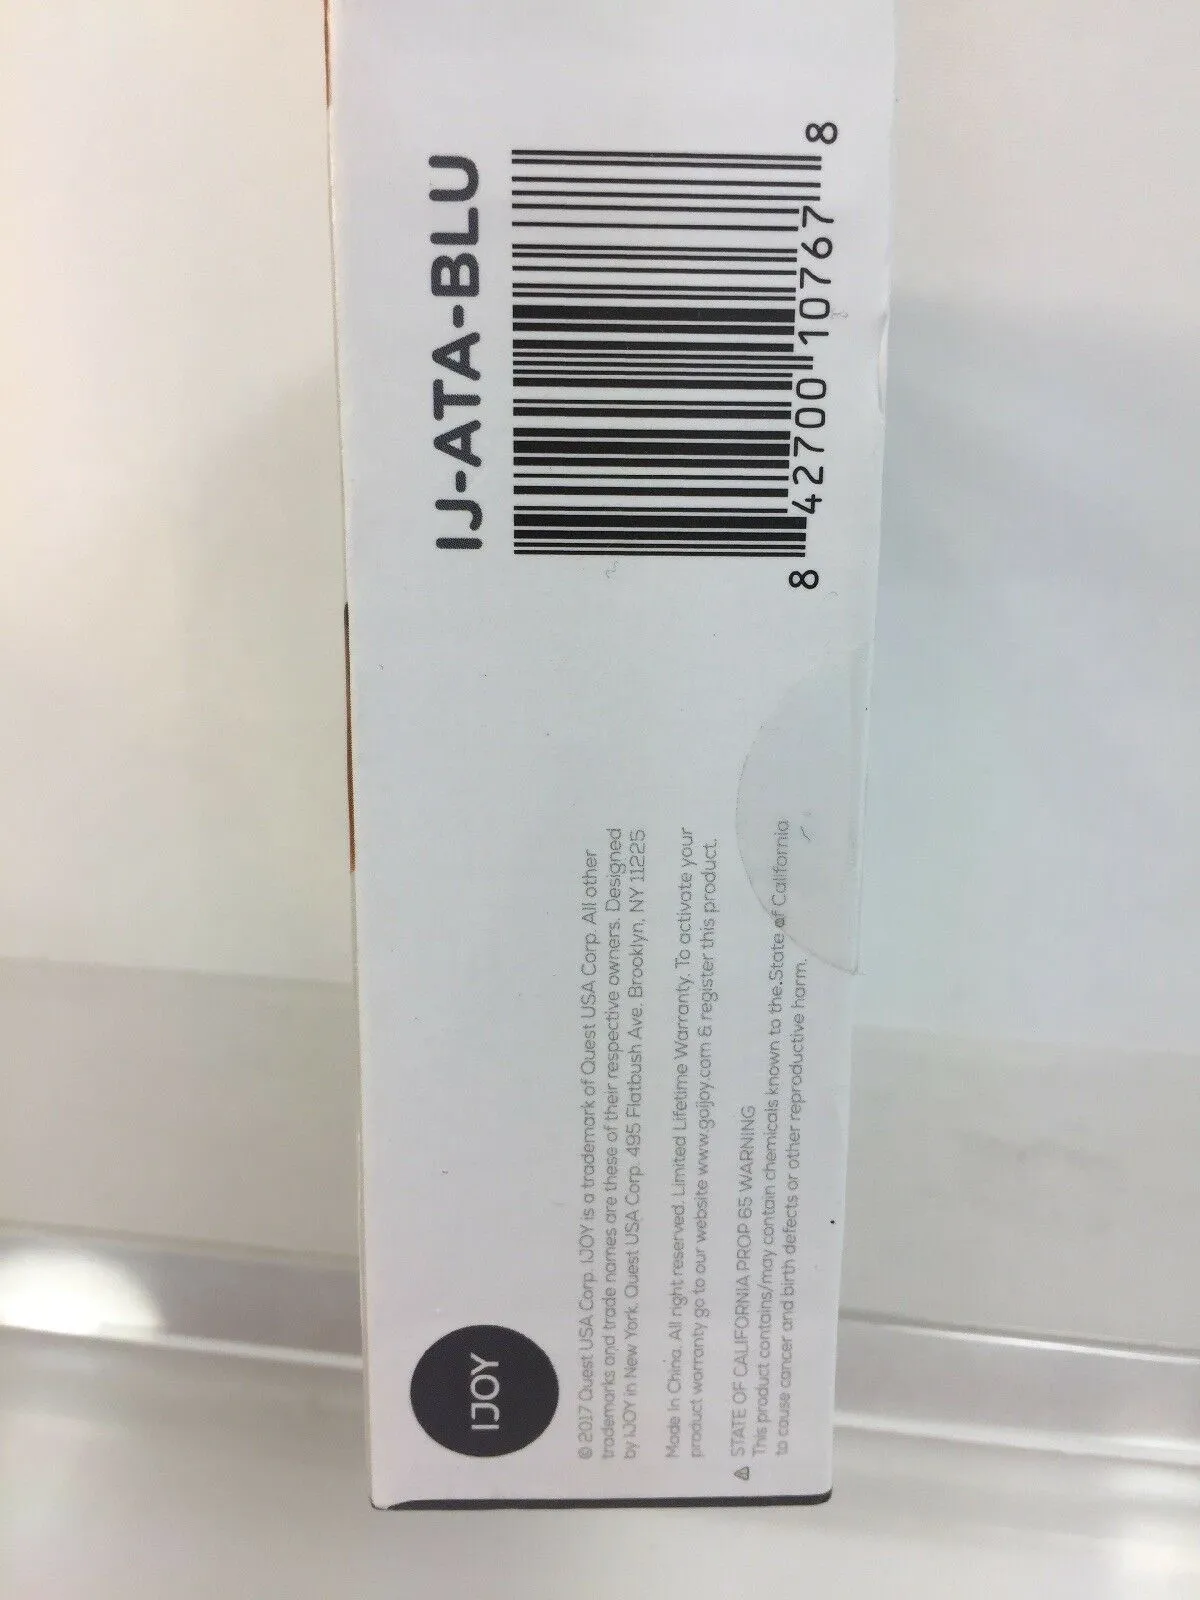 IJ-ATA-BLU
8 42700 10767 8
IJOY
© 2017 Quest USA Corp. IJOY is a trademark of Quest USA Corp. All other
trademarks and trade names are these of their respective owners. Designed
by IJOY in New York. Quest USA Corp. 495 Flatbush Ave. Brooklyn, NY 11225
Made in China. All right reserved. Limited Lifetime Warranty. To activate your
product warranty go to our website www.goijoy.com & register this product.
⚠ STATE OF CALIFORNIA PROP 65 WARNING
This product contains/may contain chemicals known to the State of California
to cause cancer and birth defects or other reproductive harm.